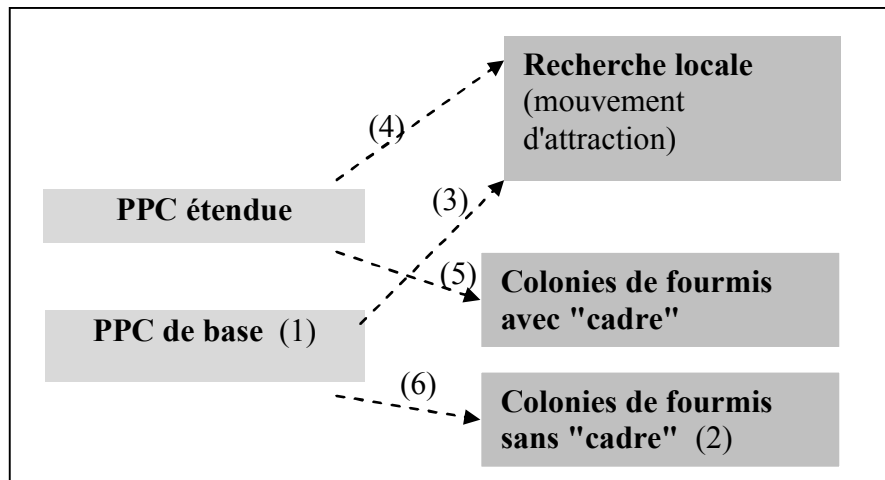 Recherche locale
(mouvement
d'attraction)
(4)
PPC étendue
(3)
(5)
Colonies de fourmis
avec "cadre"
PPC de base (1)
(6)
Colonies de fourmis
sans "cadre" (2)